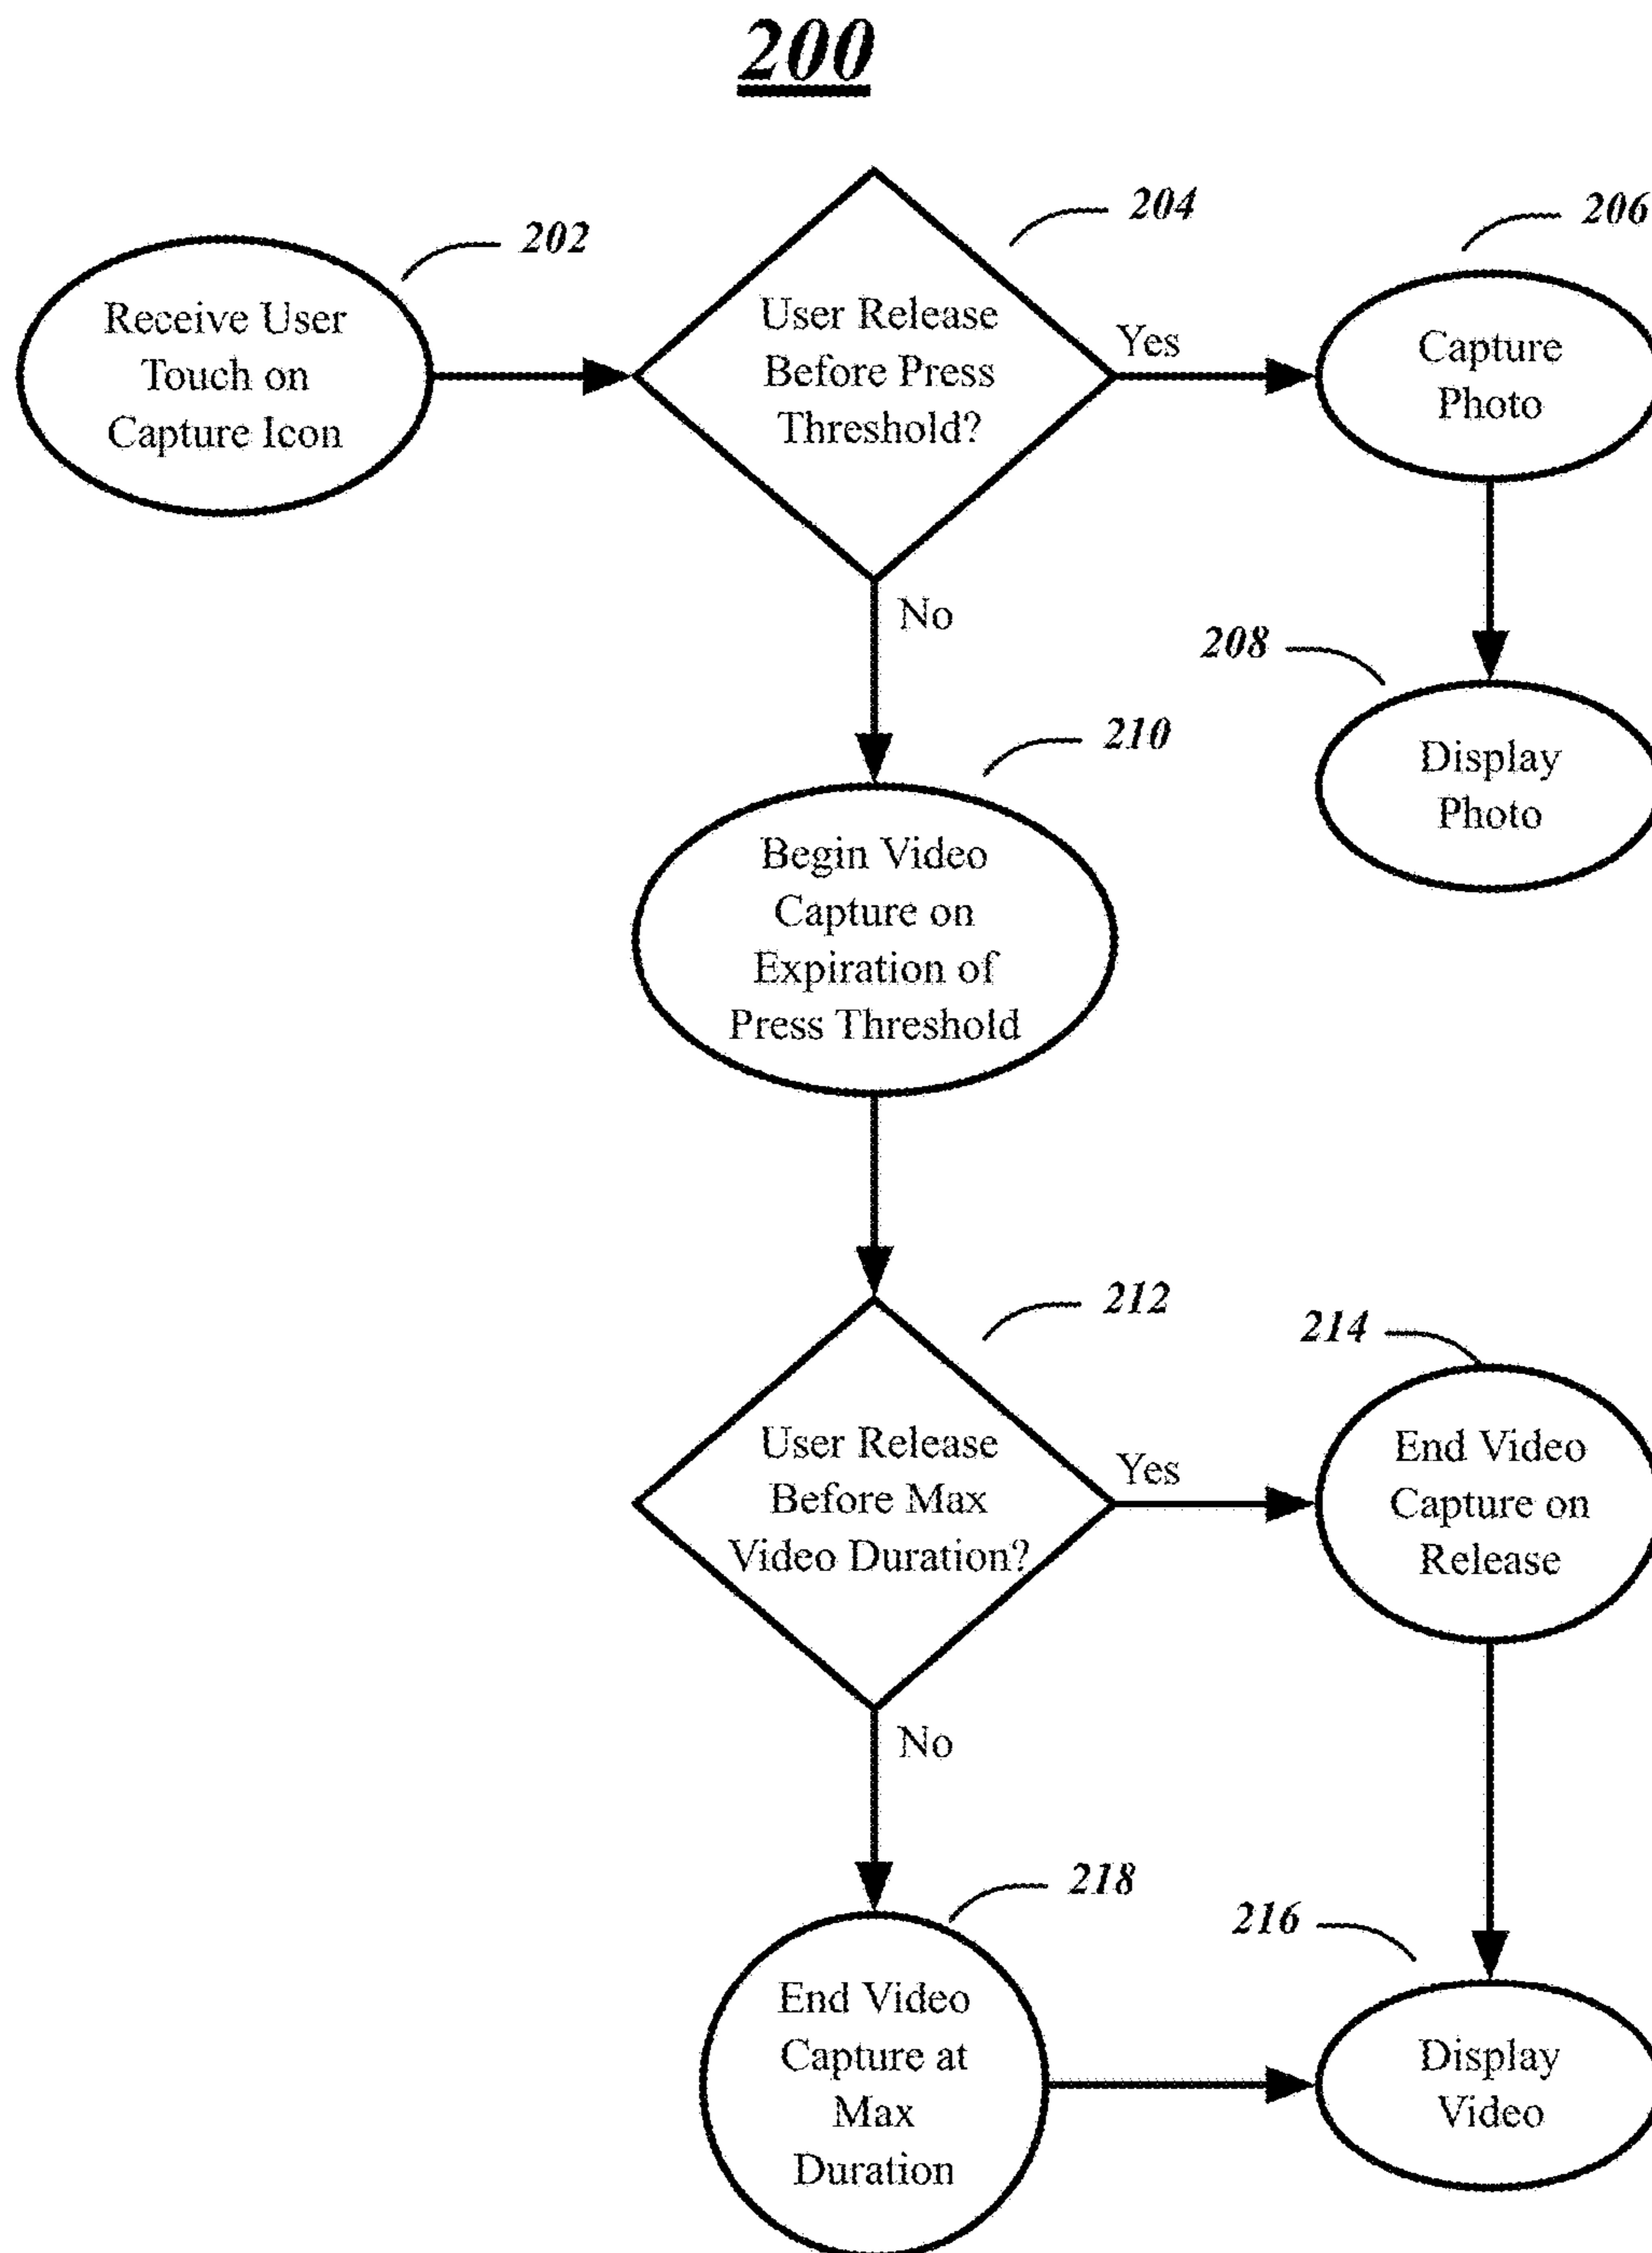 200
202
Receive User
Touch on
Capture Icon
204
User Release
Before Press
Threshold?
Yes
206
Capture
Photo
No
208
Display
Photo
210
Begin Video
Capture on
Expiration of
Press Threshold
212
User Release
Before Max
Video Duration?
Yes
214
End Video
Capture on
Release
No
218
End Video
Capture at
Max
Duration
216
Display
Video